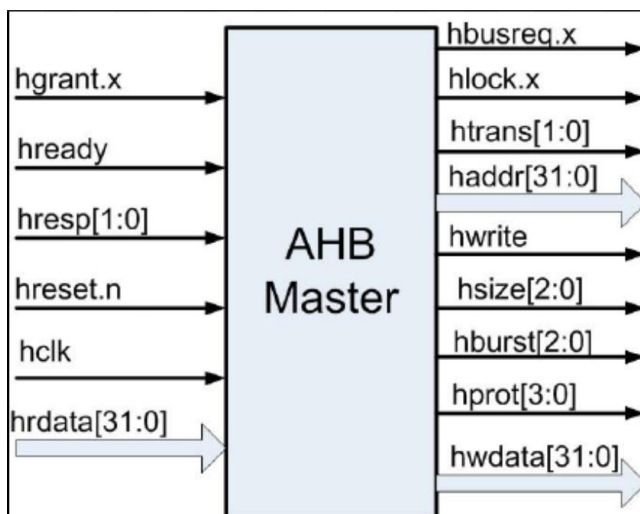 hgrant.x
hready
hresp[1:0]
hreset.n
hclk
hrdata[31:0]
AHB
Master
hbusreq.x
hlock.x
htrans[1:0]
haddr[31:0]
hwrite
hsize[2:0]
hburst[2:0]
hprot[3:0]
hwdata[31:0]